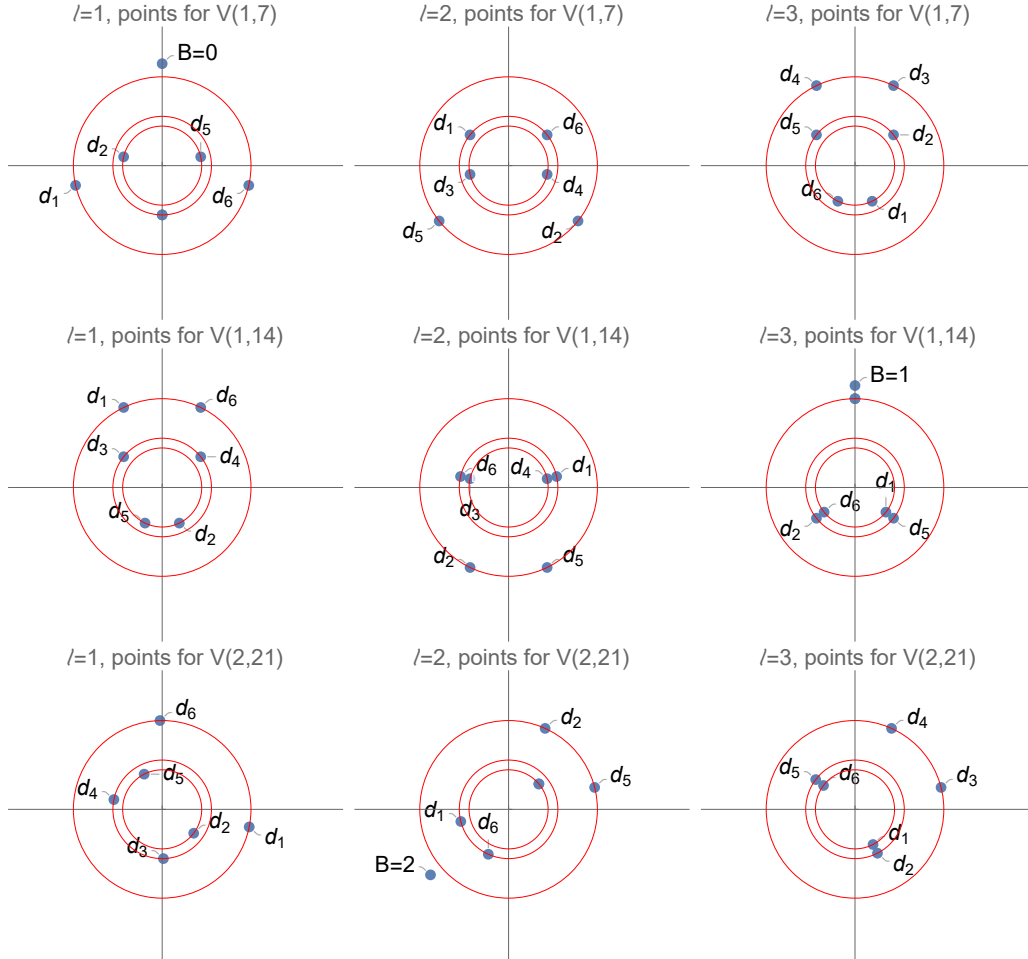 ℓ=1, points for V(1,7)
B=0
d5
d2
d1
d6
ℓ=2, points for V(1,7)
d1
d6
d3
d4
d5
d2
ℓ=3, points for V(1,7)
d4
d3
d5
d2
d6
d1
ℓ=1, points for V(1,14)
d1
d6
d3
d4
d5
d2
ℓ=2, points for V(1,14)
d6
d4
d1
d3
d2
d5
ℓ=3, points for V(1,14)
B=1
d1
d6
d2
d5
ℓ=1, points for V(2,21)
d6
d5
d4
d2
d1
d3
ℓ=2, points for V(2,21)
d2
d5
d1
d6
B=2
ℓ=3, points for V(2,21)
d4
d5
d6
d3
d1
d2